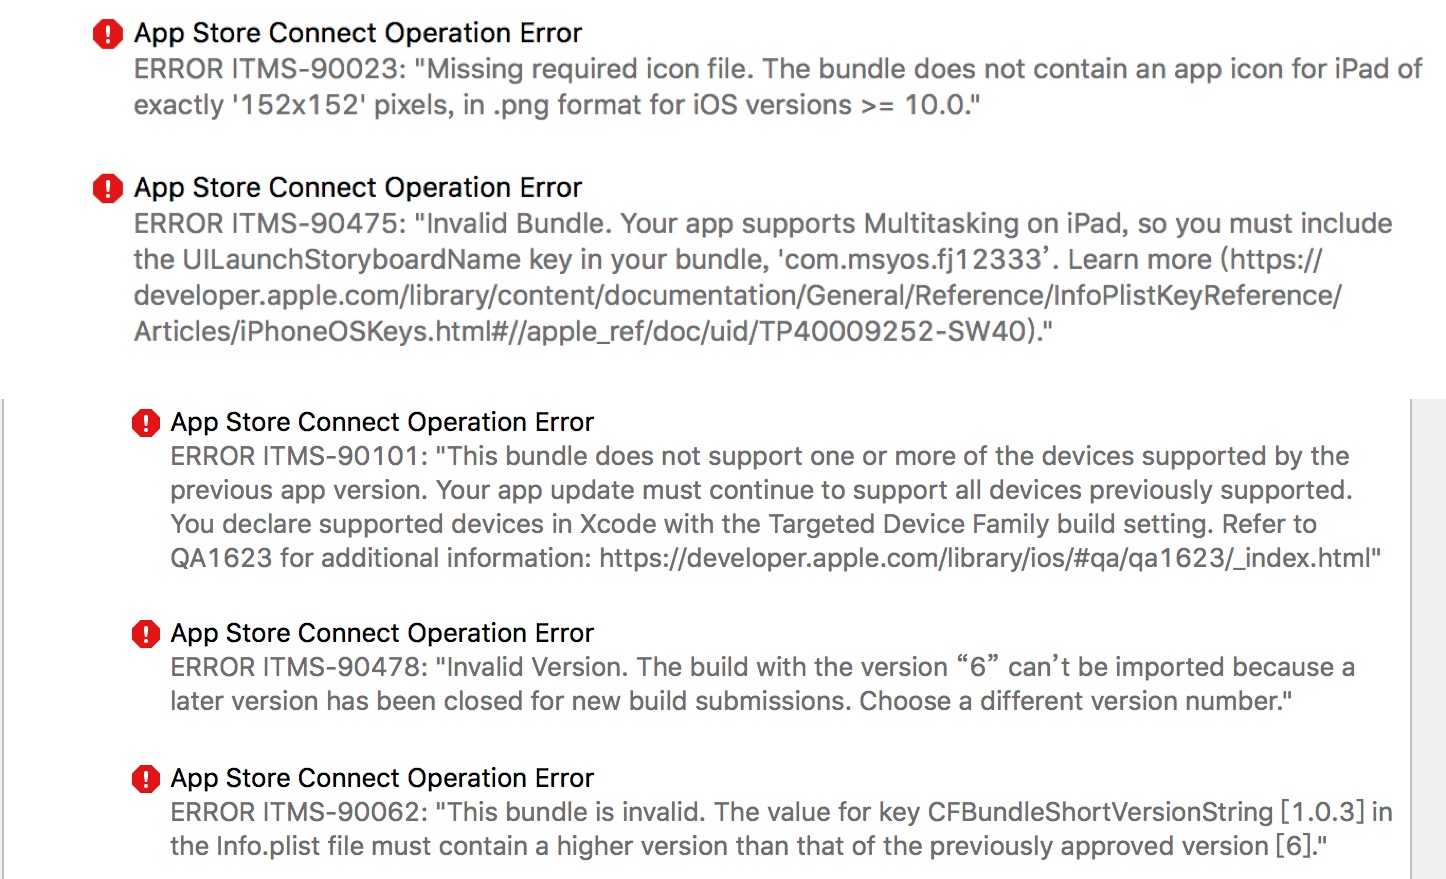 App Store Connect Operation Error
ERROR ITMS-90023: "Missing required icon file. The bundle does not contain an app icon for iPad of
exactly '152x152' pixels, in .png format for iOS versions >= 10.0."
App Store Connect Operation Error
ERROR ITMS-90475: "Invalid Bundle. Your app supports Multitasking on iPad, so you must include
the UILaunchStoryboardName key in your bundle, 'com.msyos.fj12333’. Learn more (https://
developer.apple.com/library/content/documentation/General/Reference/InfoPlistKeyReference/
Articles/iPhoneOSKeys.html#//apple_ref/doc/uid/TP40009252-SW40)."
App Store Connect Operation Error
ERROR ITMS-90101: "This bundle does not support one or more of the devices supported by the
previous app version. Your app update must continue to support all devices previously supported.
You declare supported devices in Xcode with the Targeted Device Family build setting. Refer to
QA1623 for additional information: https://developer.apple.com/library/ios/#qa/qa1623/_index.html"
App Store Connect Operation Error
ERROR ITMS-90478: "Invalid Version. The build with the version “6” can’t be imported because a
later version has been closed for new build submissions. Choose a different version number."
App Store Connect Operation Error
ERROR ITMS-90062: "This bundle is invalid. The value for key CFBundleShortVersionString [1.0.3] in
the Info.plist file must contain a higher version than that of the previously approved version [6]."